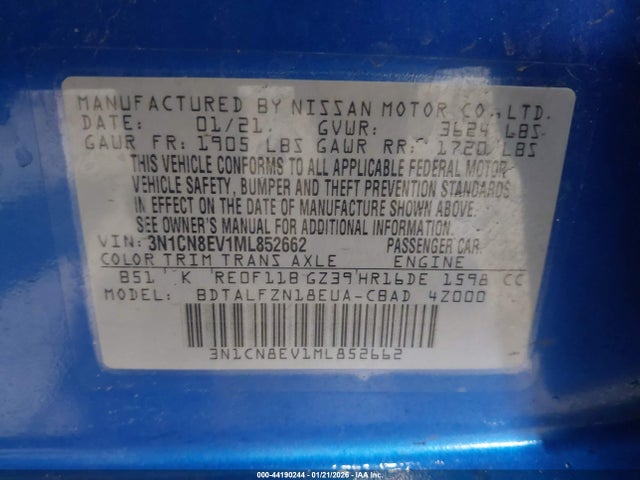 MANUFACTURED BY NISSAN MOTOR CO., LTD.
DATE: 01/21 GVWR: 3624 LBS
GAWR FR: 1905 LBS GAWR RR: 1720 LBS
THIS VEHICLE CONFORMS TO ALL APPLICABLE FEDERAL MOTOR
VEHICLE SAFETY, BUMPER AND THEFT PREVENTION STANDARDS
IN EFFECT ON THE DATE OF MANUFACTURE SHOWN ABOVE.
SEE OWNER'S MANUAL FOR ADDITIONAL INFORMATION.
VIN: 3N1CN8EV1ML852662 PASSENGER CAR
COLOR TRIM TRANS AXLE ENGINE
B51 K RE0F11B GZ39 HR16DE 1598 CC
MODEL: BDTALFZN18EUA-CBAD 4Z000
3N1CN8EV1ML852662
© 2000-44190244 | 01/21/2026 - IAA Holdings, LLC